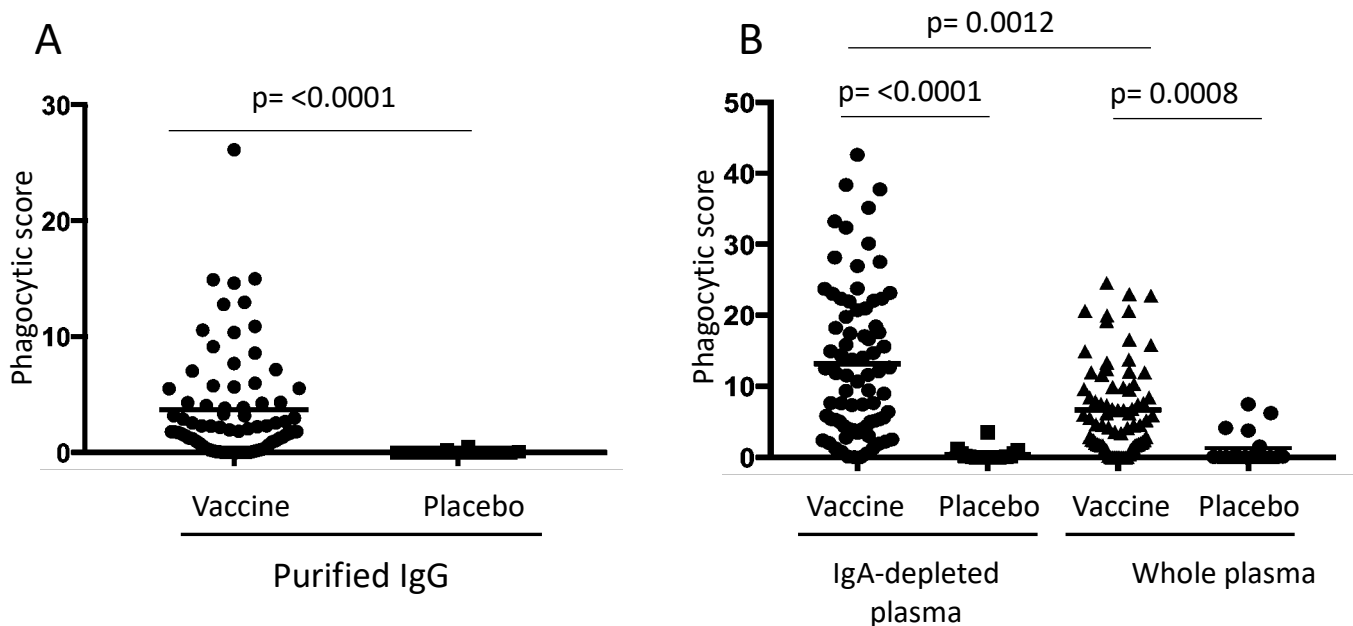 A
p= <0.0001
30
20
10
0
Phagocytic score
Vaccine
Placebo
Purified IgG
B
p= 0.0012
p= <0.0001
p= 0.0008
50
40
30
20
10
0
Phagocytic score
Vaccine
Placebo
Vaccine
Placebo
IgA-depleted
plasma
Whole plasma